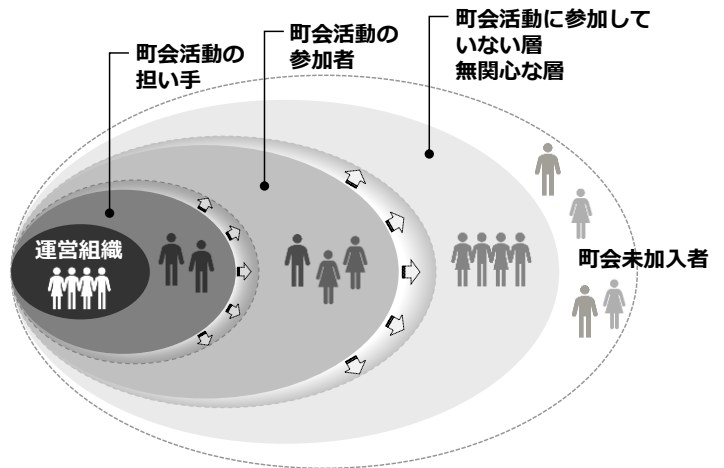 町会活動の
担い手
町会活動の
参加者
町会活動に参加して
いない層
無関心な層
運営組織
町会未加入者